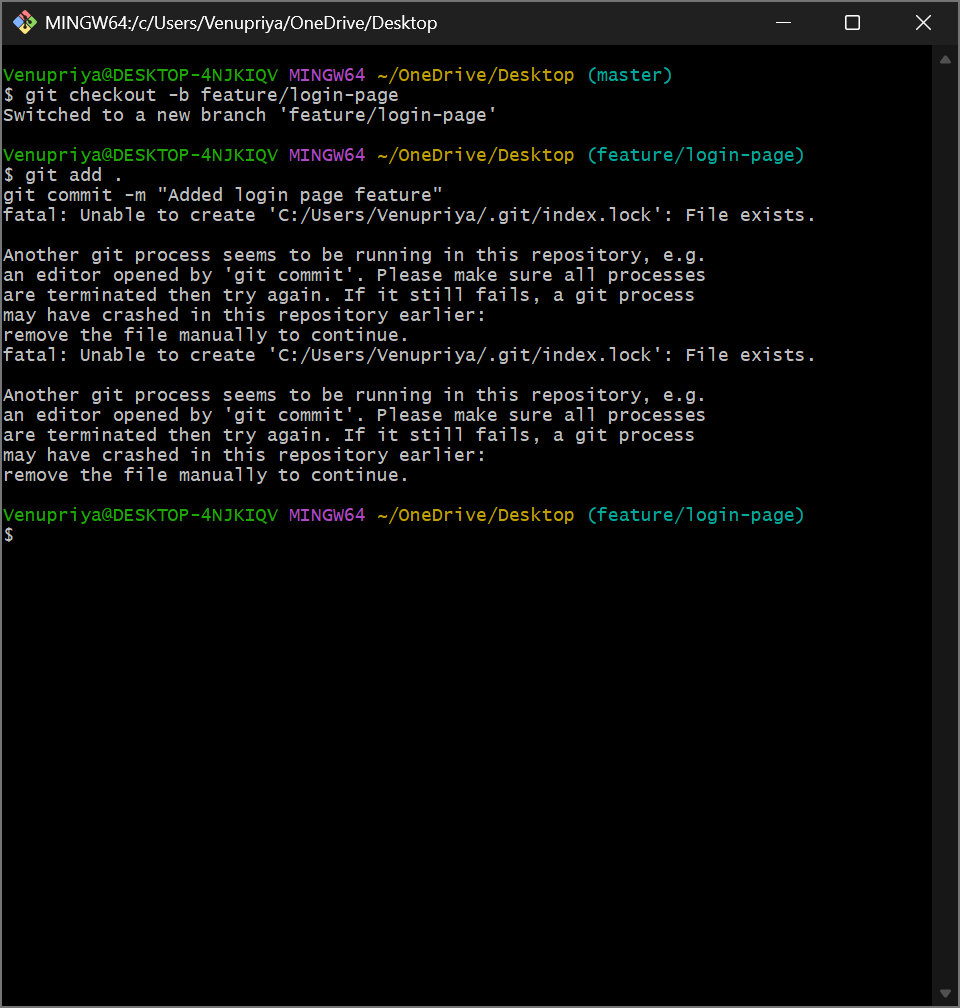 MINGW64:/c/Users/Venupriya/OneDrive/Desktop
Venupriya@DESKTOP-4NJKIQV MINGW64 ~/OneDrive/Desktop (master)
$ git checkout -b feature/login-page
Switched to a new branch 'feature/login-page'
Venupriya@DESKTOP-4NJKIQV MINGW64 ~/OneDrive/Desktop (feature/login-page)
$ git add .
git commit -m "Added login page feature"
fatal: Unable to create 'C:/Users/Venupriya/.git/index.lock': File exists.
Another git process seems to be running in this repository, e.g.
an editor opened by 'git commit'. Please make sure all processes
are terminated then try again. If it still fails, a git process
may have crashed in this repository earlier:
remove the file manually to continue.
fatal: Unable to create 'C:/Users/Venupriya/.git/index.lock': File exists.
Another git process seems to be running in this repository, e.g.
an editor opened by 'git commit'. Please make sure all processes
are terminated then try again. If it still fails, a git process
may have crashed in this repository earlier:
remove the file manually to continue.
Venupriya@DESKTOP-4NJKIQV MINGW64 ~/OneDrive/Desktop (feature/login-page)
$